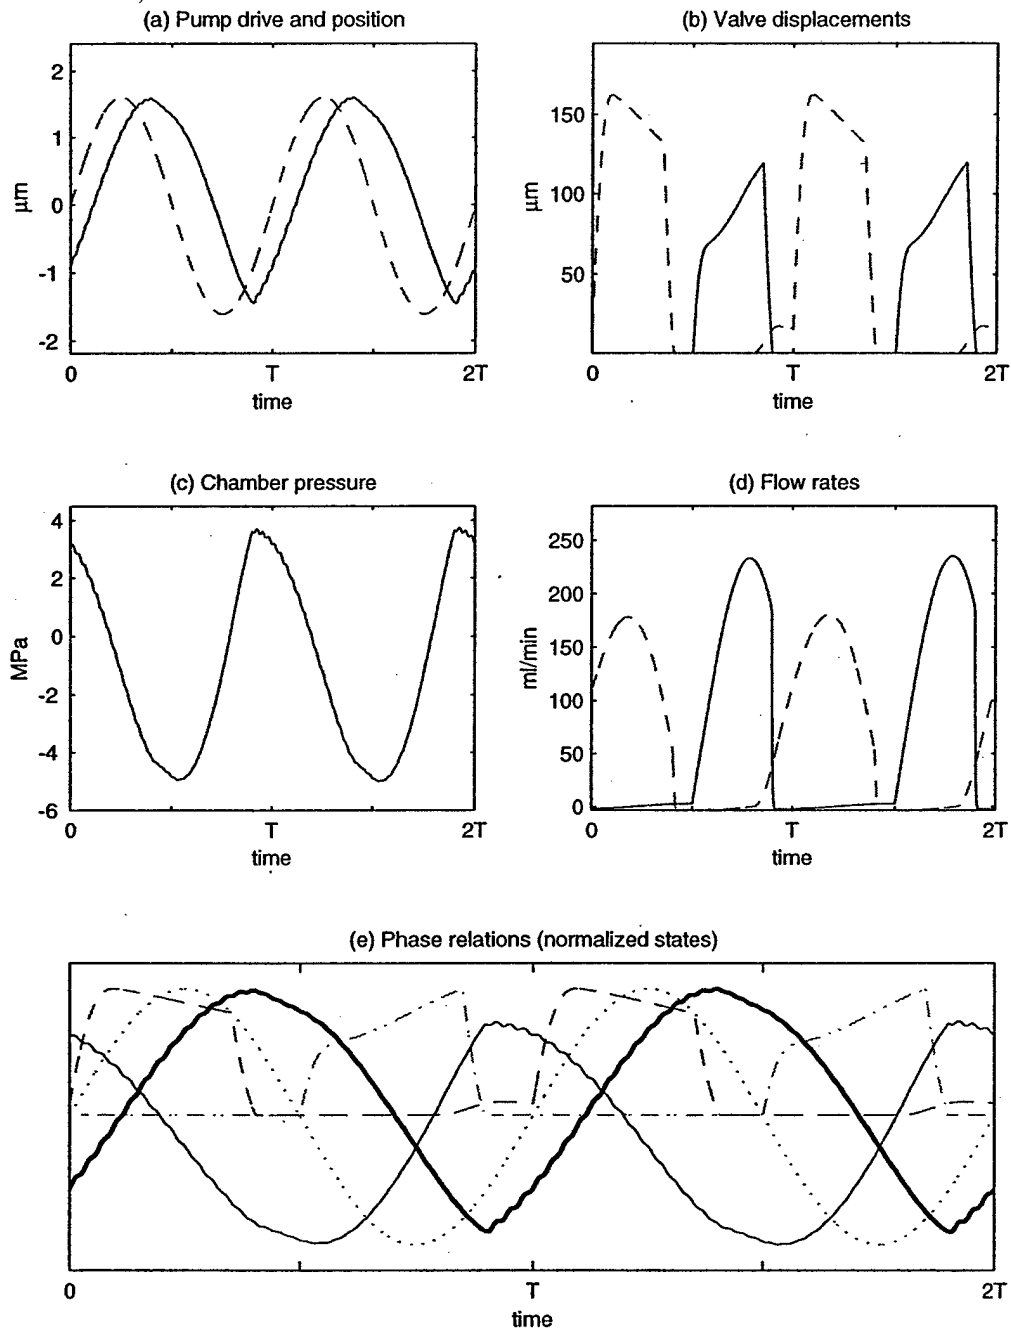 (a) Pump drive and position
(b) Valve displacements
2
1
0
-1
-2
µm
0
T
2T
time
150
100
50
µm
0
T
2T
time
(c) Chamber pressure
(d) Flow rates
4
2
0
-2
-4
-6
MPa
0
T
2T
time
250
200
150
100
50
0
ml/min
0
T
2T
time
(e) Phase relations (normalized states)
0
T
2T
time